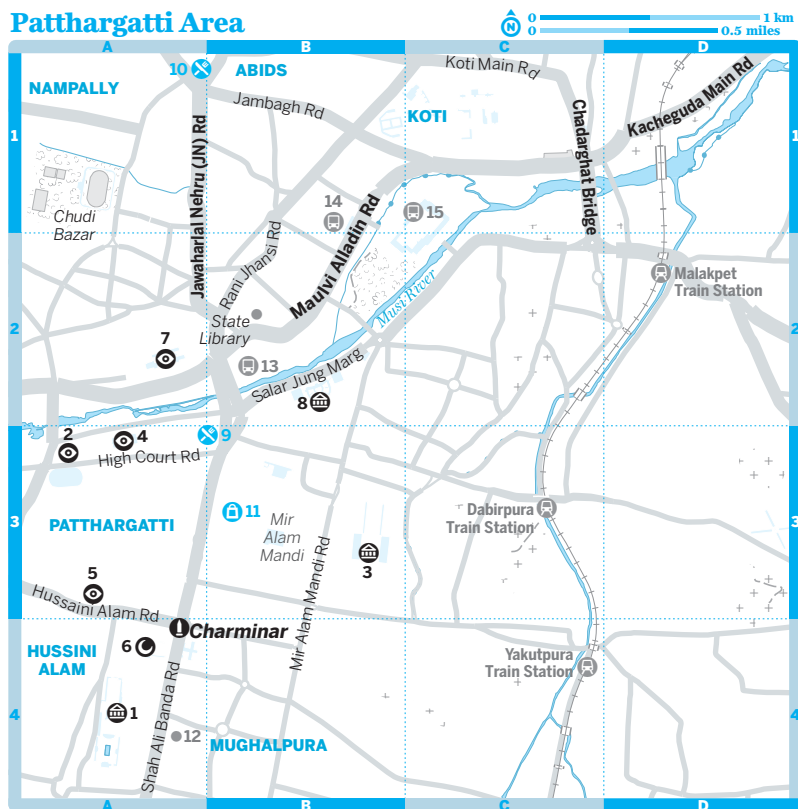 Patthargatti Area
N
0 1 km
0 0.5 miles
A
B
C
D
1
1
2
2
3
3
4
4
NAMPALLY
10
ABIDS
Koti Main Rd
Jambagh Rd
KOTI
Kacheguda Main Rd
Chadarghat Bridge
Jawaharlal Nehru (JN) Rd
Chudi
Bazar
14
15
Rani Jhansi Rd
Maulvi Alladin Rd
Musi River
Malakpet
Train Station
State
Library
7
13
Salar Jung Marg
8
2
4
9
High Court Rd
11
Mir
Alam
Mandi
PATTHARGATTI
Dabirpura
Train Station
3
Mir Alam Mandi Rd
5
Hussaini Alam Rd
Charminar
HUSSINI
ALAM
6
Yakutpura
Train Station
1
Shah Ali Banda Rd
12
MUGHALPURA
A
B
C
D